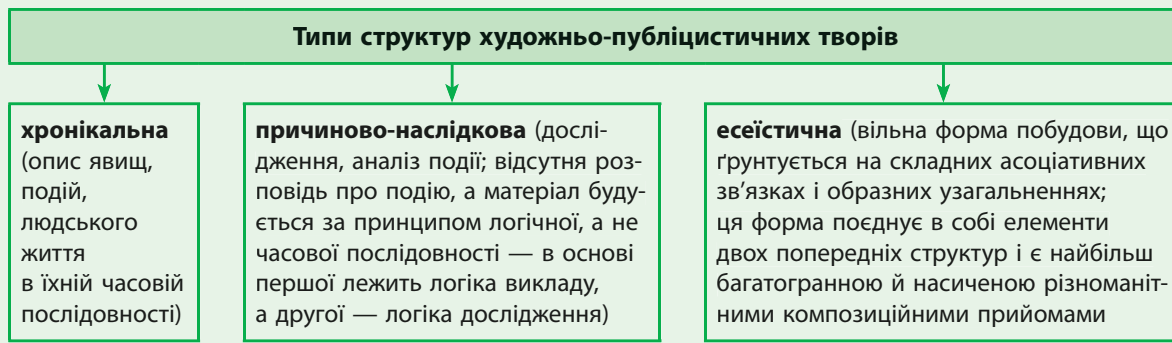 Типи структур художньо-публіцистичних творів
хронікальна
(опис явищ,
подій,
людського
життя
в їхній часовій
послідовності)
причиново-наслідкова (дослі-
дження, аналіз події; відсутня роз-
повідь про подію, а матеріал буду-
ється за принципом логічної, а не
часової послідовності — в основі
першої лежить логіка викладу,
а другої — логіка дослідження)
есеїстична (вільна форма побудови, що
ґрунтується на складних асоціативних
зв’язках і образних узагальненнях;
ця форма поєднує в собі елементи
двох попередніх структур і є найбільш
багатогранною й насиченою різноманіт-
ними композиційними прийомами